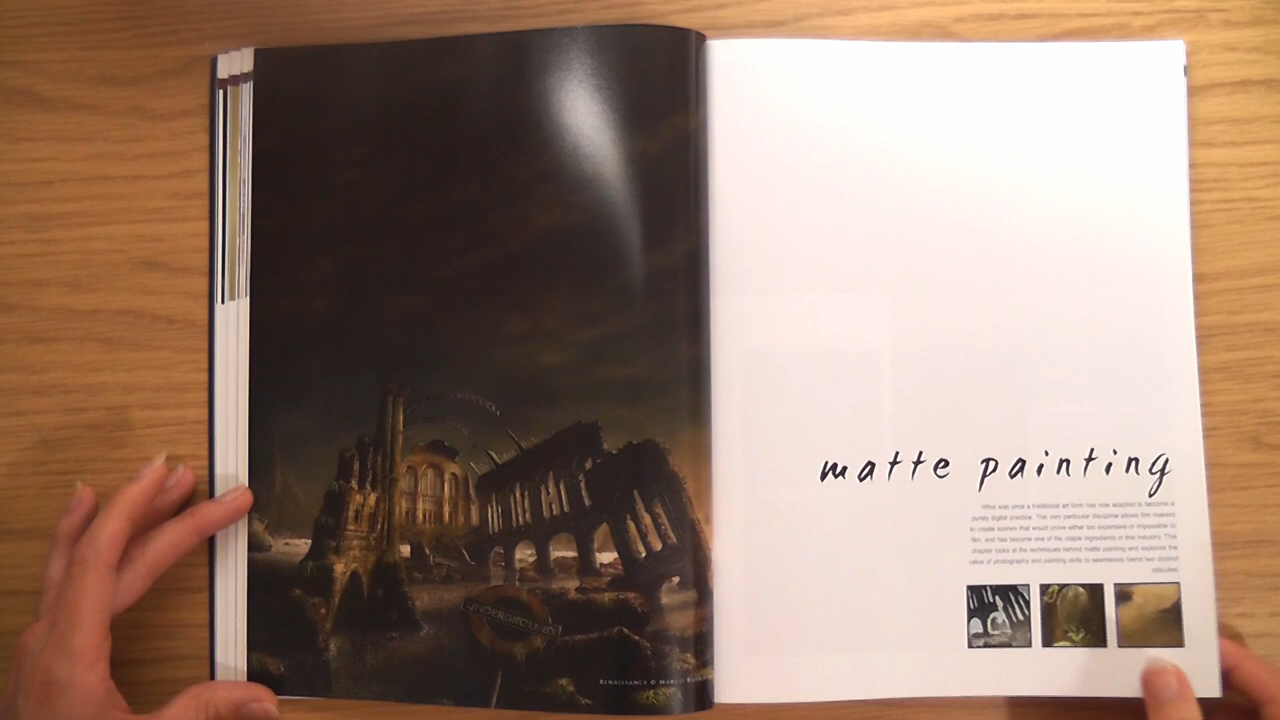 UNDERGROUND
RENAISSANCE ©
matte painting
What was once a traditional art form has now adapted to become a
purely digital practice. This very particular discipline allows film makers
to create scenes that would prove either too expensive or impossible to
film, and has become one of the staple ingredients in this industry. This
chapter looks at the techniques behind matte painting and explores the
value of photography and painting skills to seamlessly blend two distinct
attitudes.